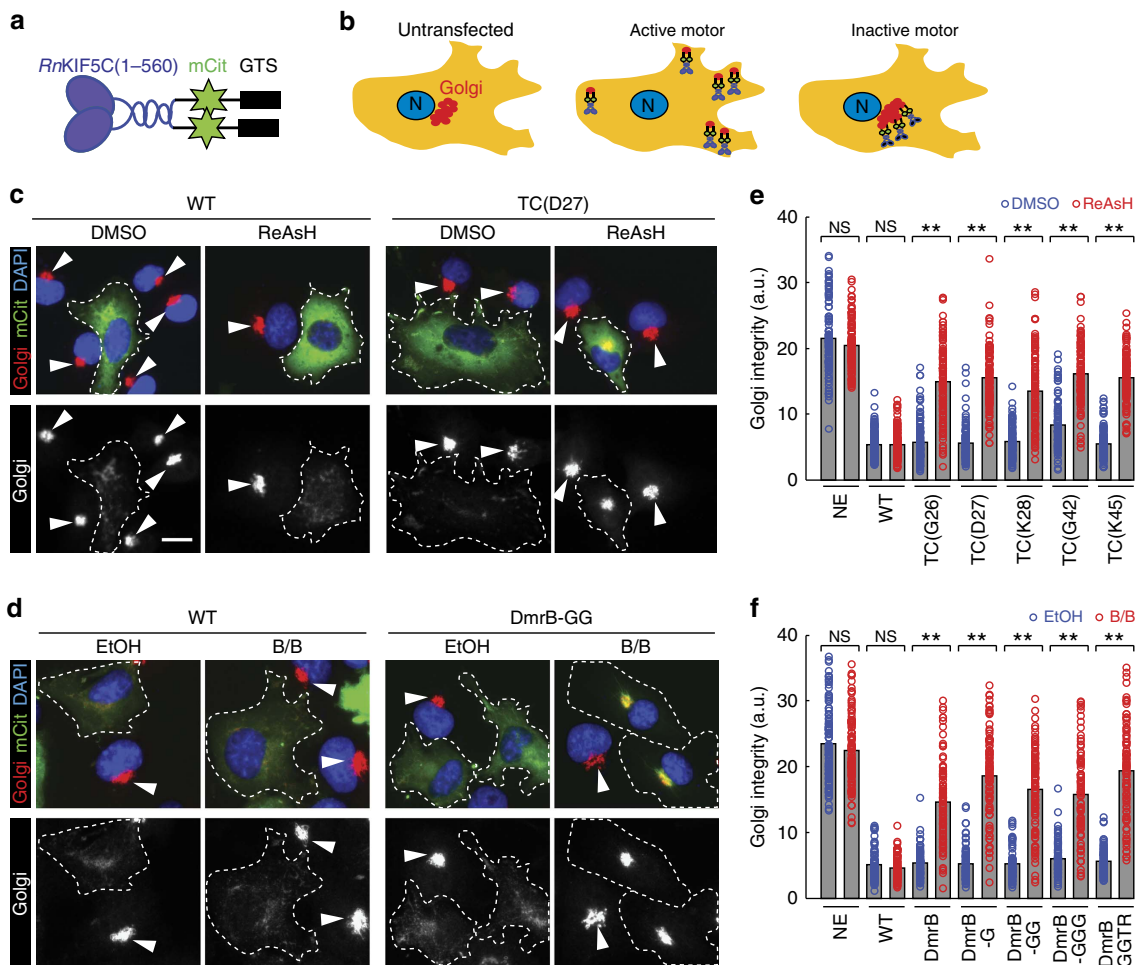 a
RnKIF5C(1–560) mCit GTS
b
Untransfected
Active motor
Inactive motor
Golgi
N
N
N
c
WT
TC(D27)
DMSO
ReAsH
DMSO
ReAsH
Golgi mCit DAPI
Golgi
d
WT
DmrB-GG
EtOH
B/B
EtOH
B/B
Golgi mCit DAPI
Golgi
e
DMSO ReAsH
Golgi integrity (a.u.)
40
30
20
10
0
NS
NS
**
**
**
**
**
NE
WT
TC(G26)
TC(D27)
TC(K28)
TC(G42)
TC(K45)
f
EtOH B/B
Golgi integrity (a.u.)
40
30
20
10
0
NS
NS
**
**
**
**
**
NE
WT
DmrB
DmrB
-G
DmrB
-GG
DmrB
-GGG
DmrB
GGTR